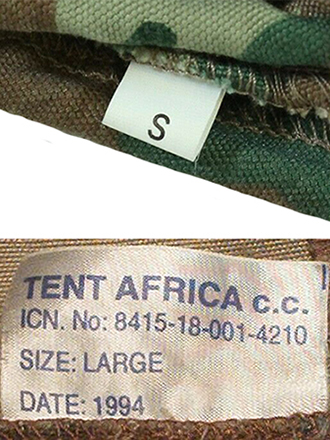 S
TENT AFRICA c.c.
ICN. No: 8415-18-001-4210
SIZE: LARGE
DATE: 1994